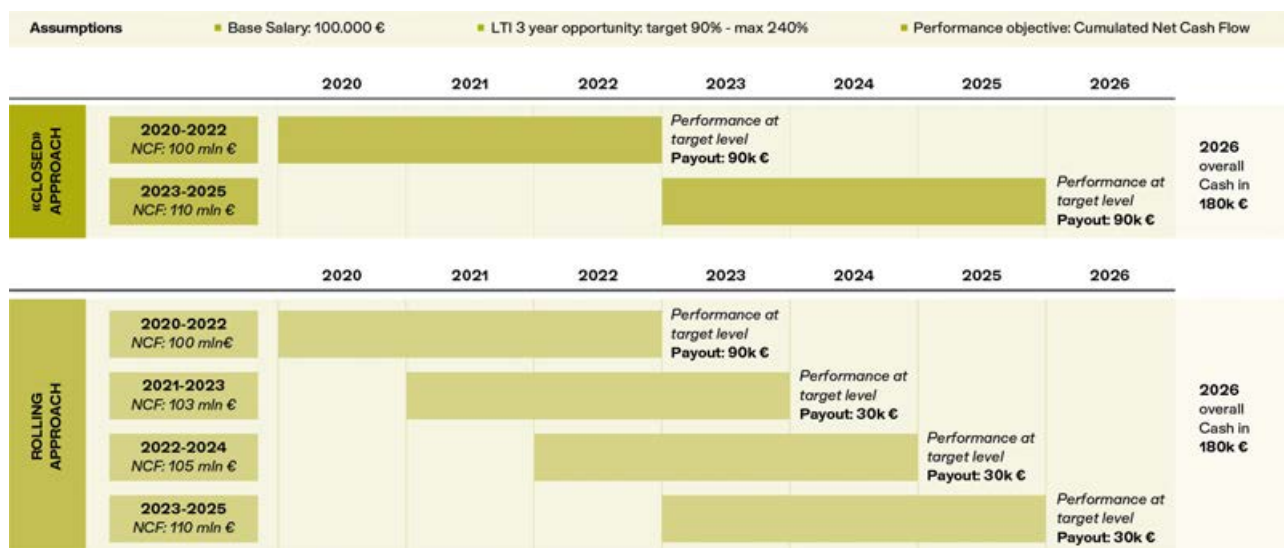 Assumptions
▪ Base Salary: 100.000 €
▪ LTI 3 year opportunity: target 90% - max 240%
▪ Performance objective: Cumulated Net Cash Flow
2020 2021 2022 2023 2024 2025 2026
«CLOSED»
APPROACH
2020-2022
NCF: 100 mln €
Performance at
target level
Payout: 90k €
2023-2025
NCF: 110 mln €
Performance at
target level
Payout: 90k €
2026
overall
Cash in
180k €
2020 2021 2022 2023 2024 2025 2026
ROLLING
APPROACH
2020-2022
NCF: 100 mln€
Performance at
target level
Payout: 90k €
2021-2023
NCF: 103 mln €
Performance at
target level
Payout: 30k €
2022-2024
NCF: 105 mln €
Performance at
target level
Payout: 30k €
2023-2025
NCF: 110 mln €
Performance at
target level
Payout: 30k €
2026
overall
Cash in
180k €